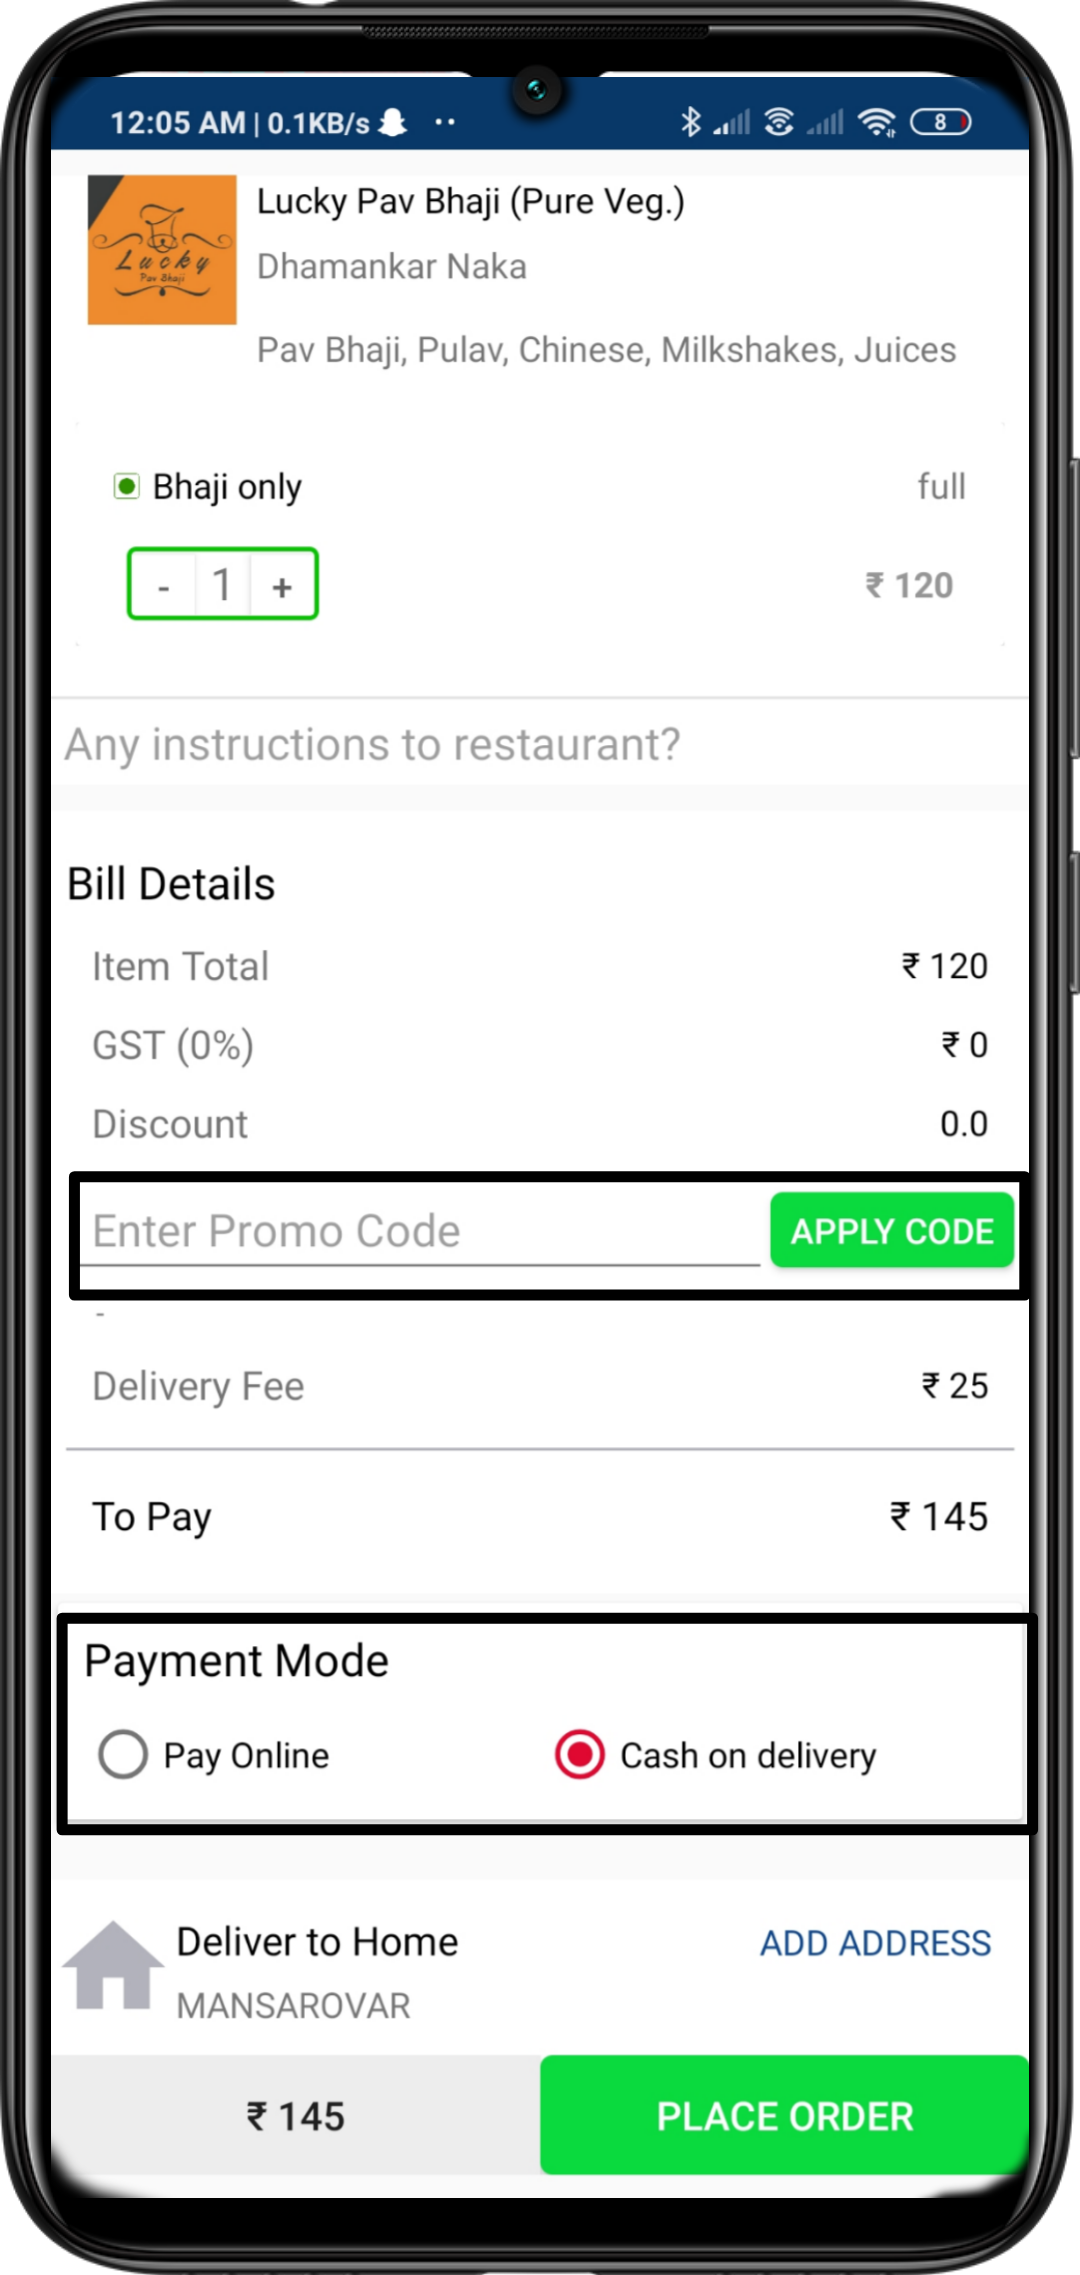 12:05 AM | 0.1KB/s ·· 8
Lucky Pav Bhaji (Pure Veg.)
Lucky
Pav Bhaji
Dhamankar Naka
Pav Bhaji, Pulav, Chinese, Milkshakes, Juices
Bhaji only full
- 1 + ₹ 120
Any instructions to restaurant?
Bill Details
Item Total ₹ 120
GST (0%) ₹ 0
Discount 0.0
Enter Promo Code APPLY CODE
-
Delivery Fee ₹ 25
To Pay ₹ 145
Payment Mode
Pay Online Cash on delivery
Deliver to Home ADD ADDRESS
MANSAROVAR
₹ 145 PLACE ORDER